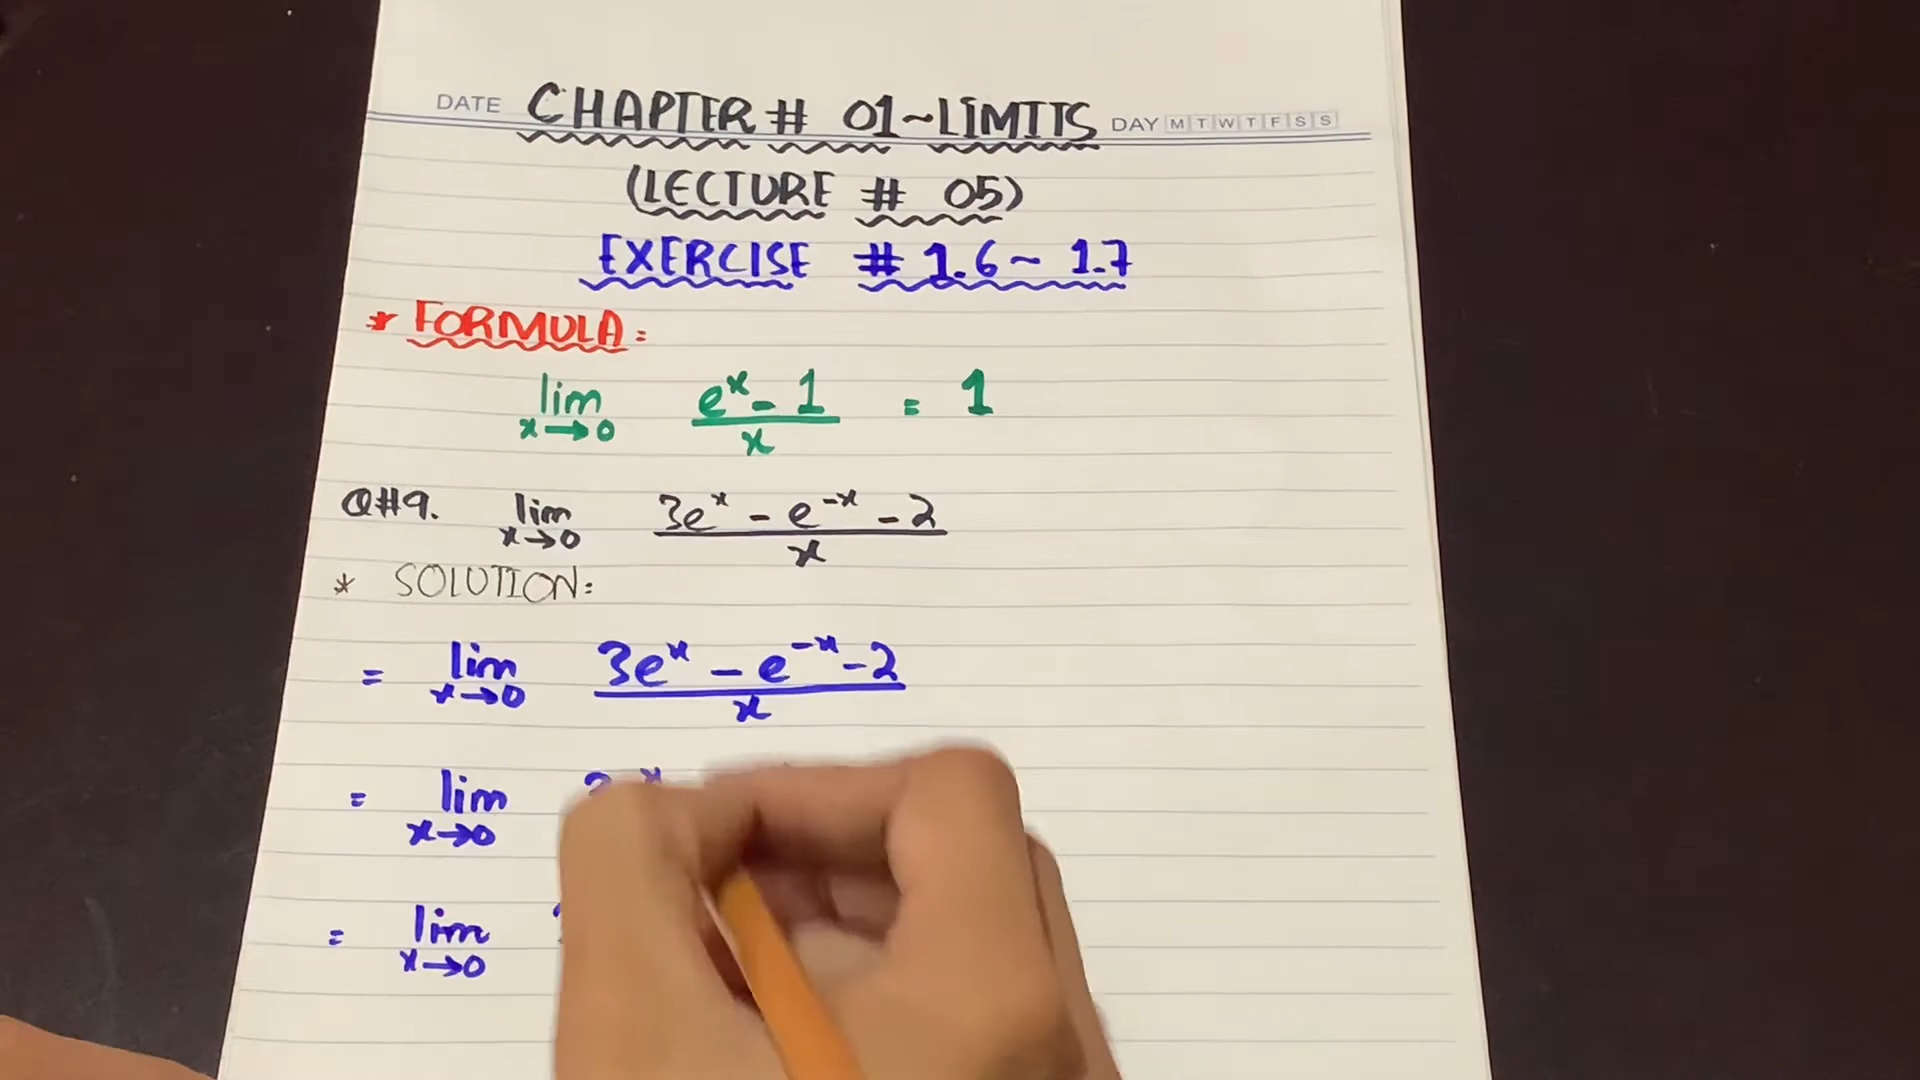 DATE CHAPTER # 01~LIMITS DAY M T W T F S S
(LECTURE # 05)
EXERCISE # 1.6 ~ 1.7
* FORMULA:
lim x→0 (e^x - 1)/x = 1
Q#9. lim x→0 (3e^x - e^-x - 2)/x
* SOLUTION:
= lim x→0 (3e^x - e^-x - 2)/x
= lim x→0
= lim x→0